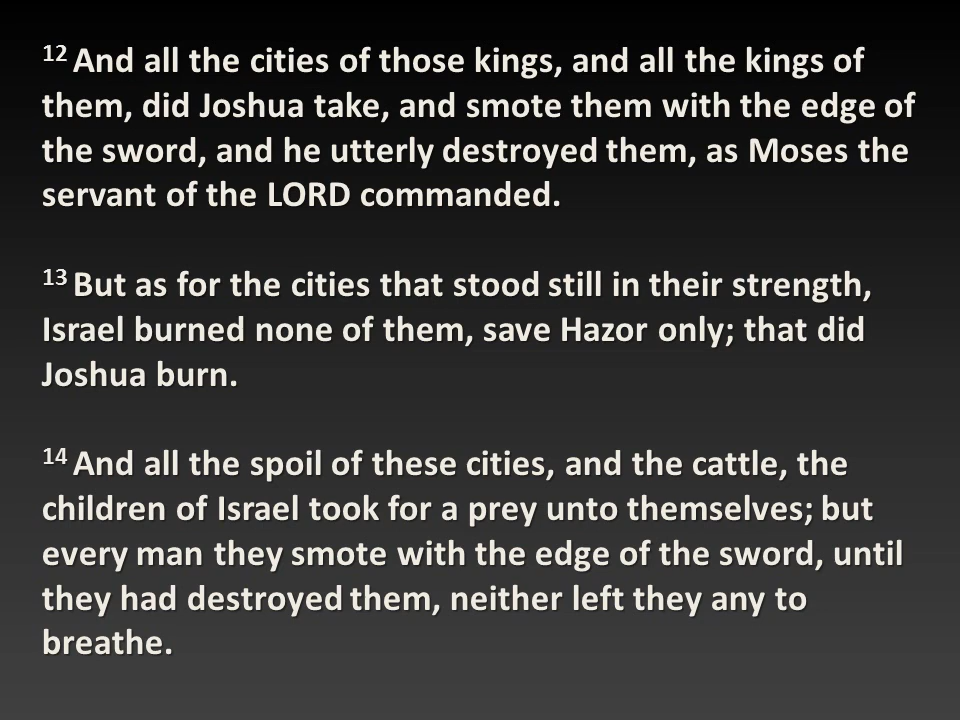 12 And all the cities of those kings, and all the kings of
them, did Joshua take, and smote them with the edge of
the sword, and he utterly destroyed them, as Moses the
servant of the LORD commanded.
13 But as for the cities that stood still in their strength,
Israel burned none of them, save Hazor only; that did
Joshua burn.
14 And all the spoil of these cities, and the cattle, the
children of Israel took for a prey unto themselves; but
every man they smote with the edge of the sword, until
they had destroyed them, neither left they any to
breathe.